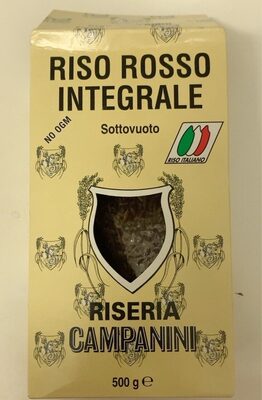 RISO ROSSO
INTEGRALE
NO OGM
Sottovuoto
RISO ITALIANO
RISERIA
CAMPANINI
500 g e